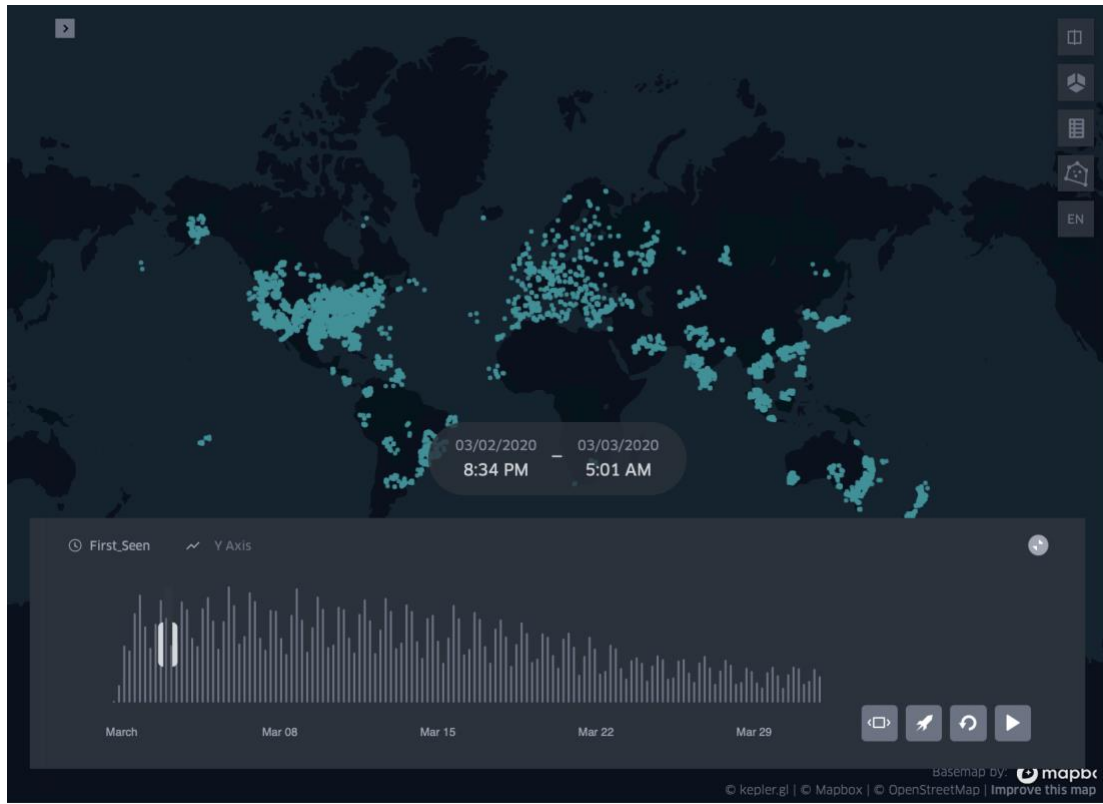 EN
03/02/2020 – 03/03/2020
8:34 PM 5:01 AM
First_Seen Y Axis
March Mar 08 Mar 15 Mar 22 Mar 29
Basemap by: mapbo
© kepler.gl | © Mapbox | © OpenStreetMap | Improve this map